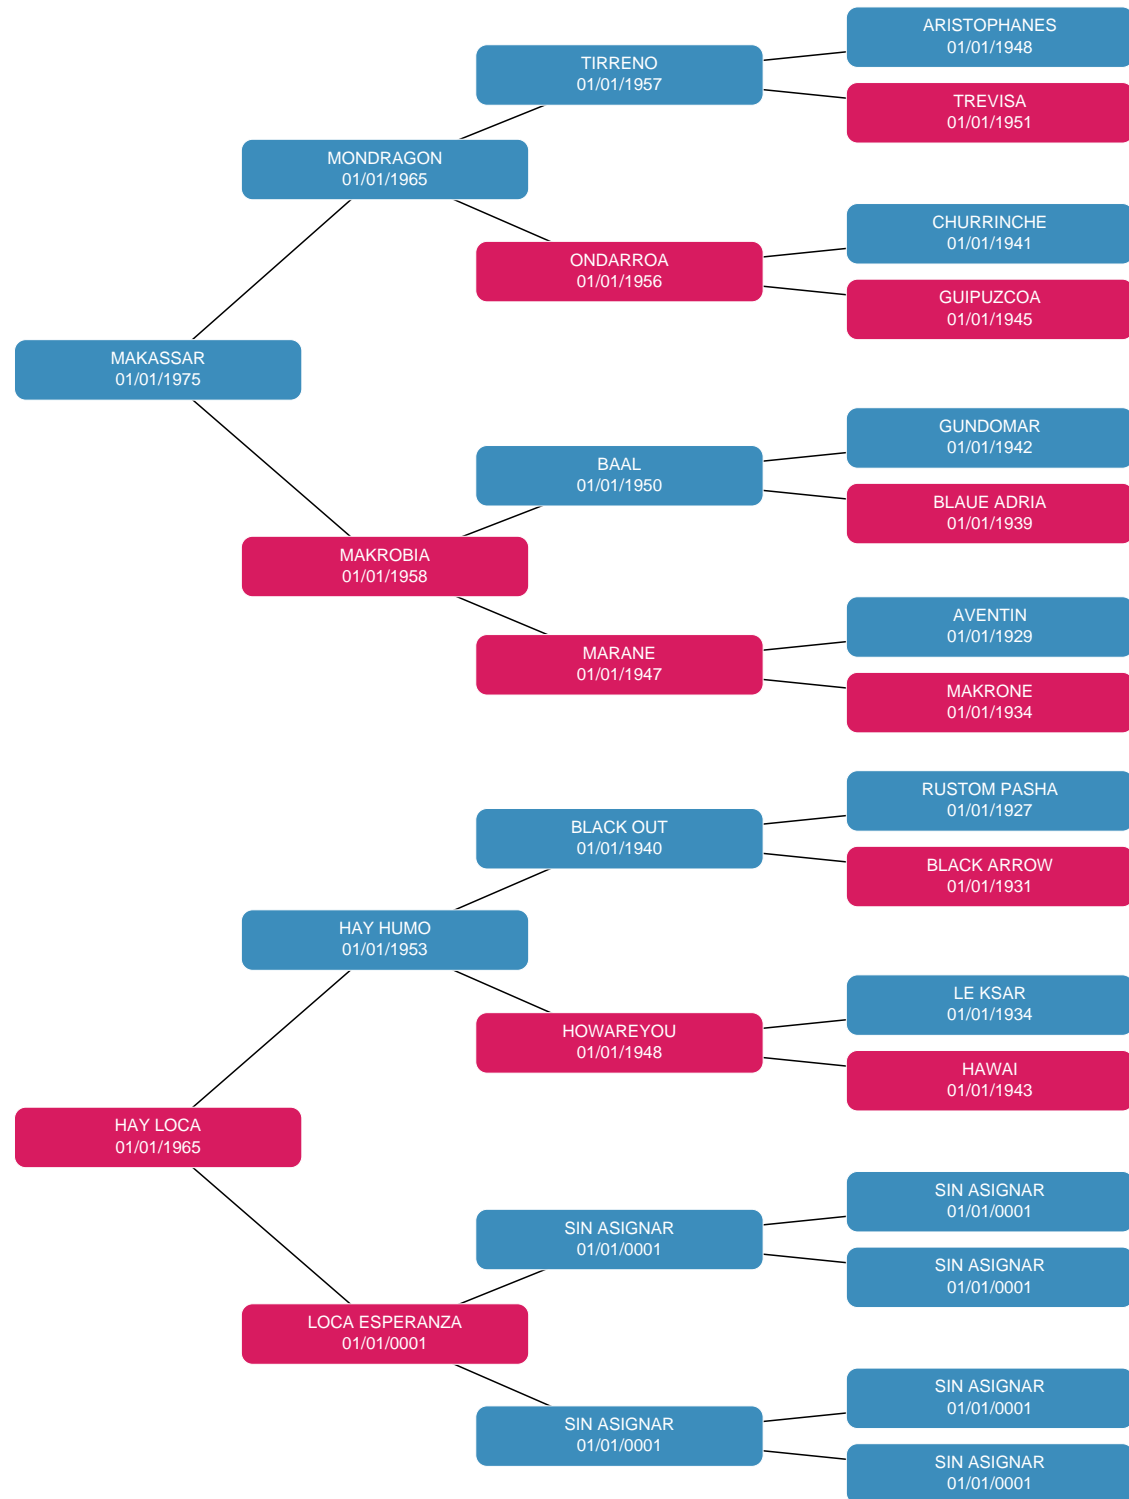 ARISTOPHANES
01/01/1948
TIRRENO
01/01/1957
TREVISA
01/01/1951
MONDRAGON
01/01/1965
CHURRINCHE
01/01/1941
ONDARROA
01/01/1956
GUIPUZCOA
01/01/1945
MAKASSAR
01/01/1975
GUNDOMAR
01/01/1942
BAAL
01/01/1950
BLAUE ADRIA
01/01/1939
MAKROBIA
01/01/1958
AVENTIN
01/01/1929
MARANE
01/01/1947
MAKRONE
01/01/1934
RUSTOM PASHA
01/01/1927
BLACK OUT
01/01/1940
BLACK ARROW
01/01/1931
HAY HUMO
01/01/1953
LE KSAR
01/01/1934
HOWAREYOU
01/01/1948
HAWAI
01/01/1943
HAY LOCA
01/01/1965
SIN ASIGNAR
01/01/0001
SIN ASIGNAR
01/01/0001
SIN ASIGNAR
01/01/0001
LOCA ESPERANZA
01/01/0001
SIN ASIGNAR
01/01/0001
SIN ASIGNAR
01/01/0001
SIN ASIGNAR
01/01/0001